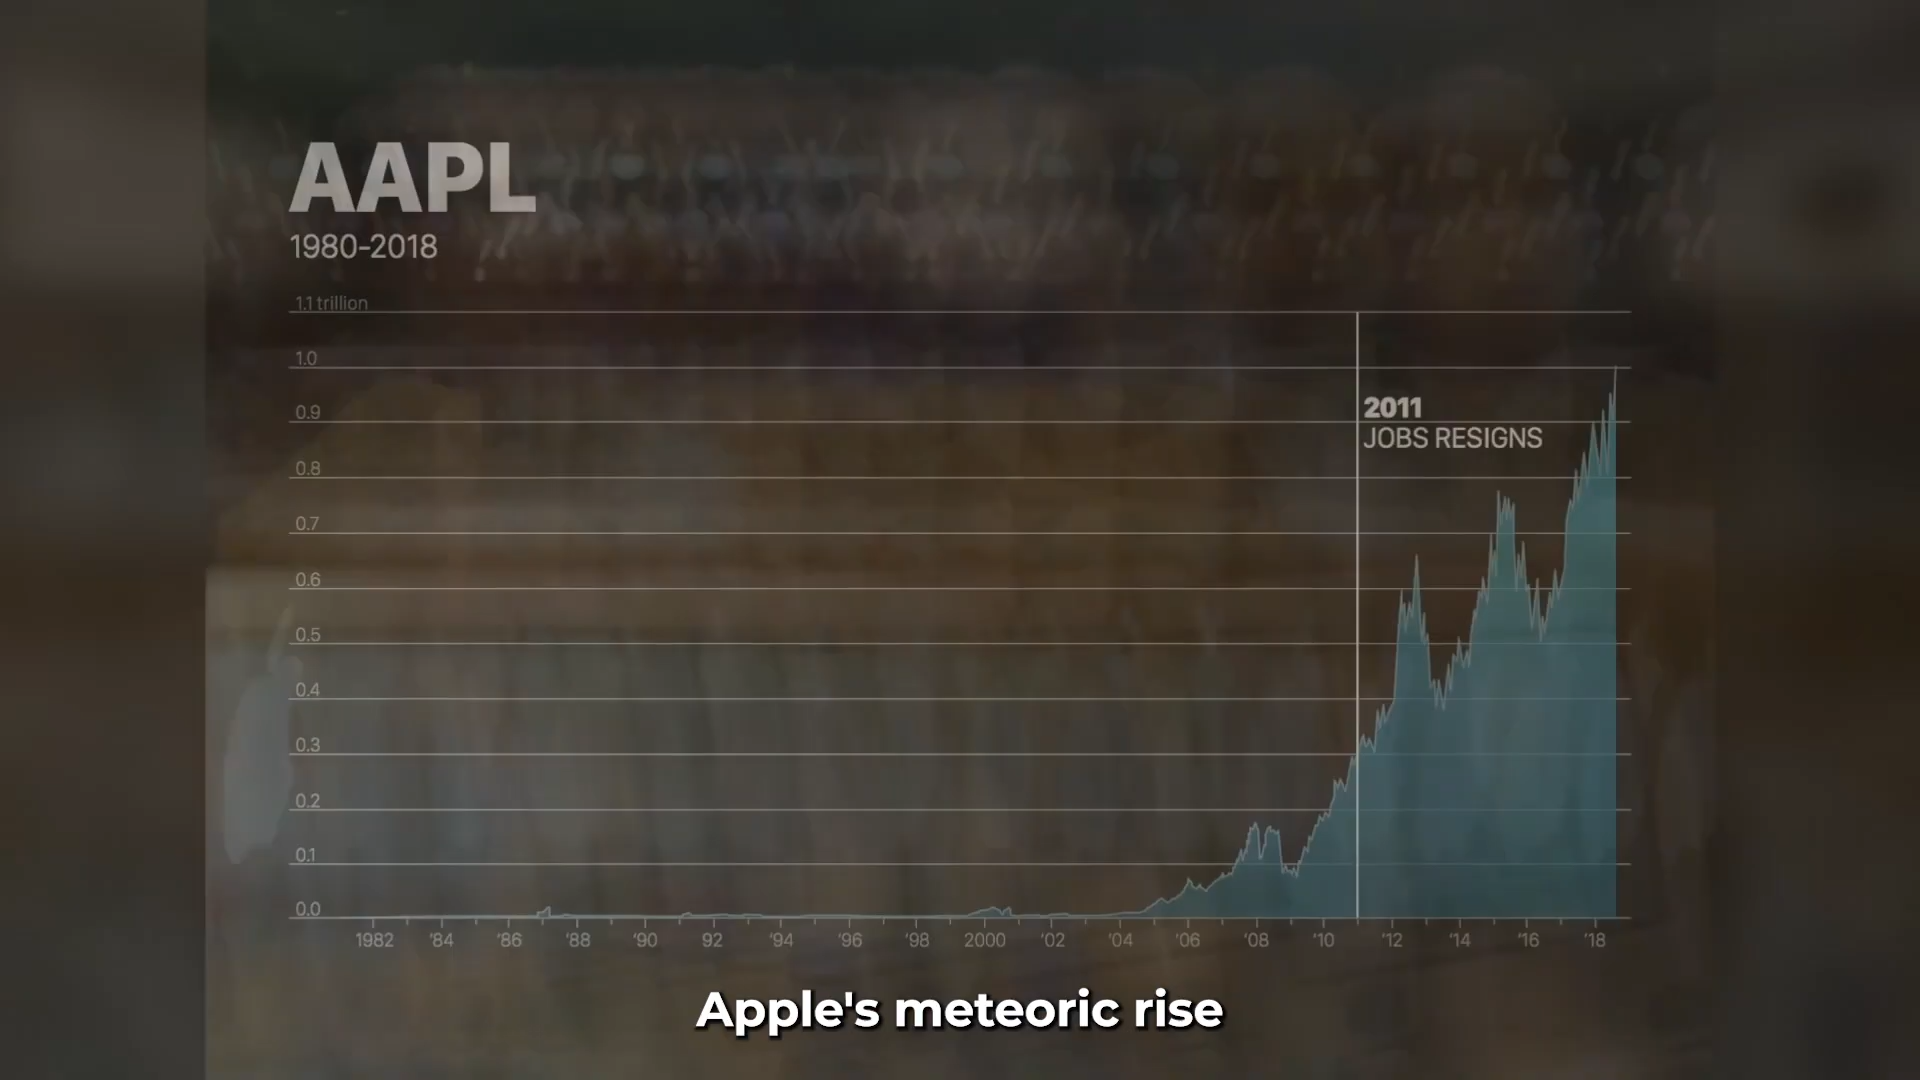 AAPL
1980-2018
1.1 trillion
1.0
0.9
2011
JOBS RESIGNS
0.8
0.7
0.6
0.5
0.4
0.3
0.2
0.1
0.0
1982 '84 '86 '88 '90 92 '94 '96 '98 2000 '02 '04 '06 '08 '10 '12 '14 '16 '18
Apple's meteoric rise